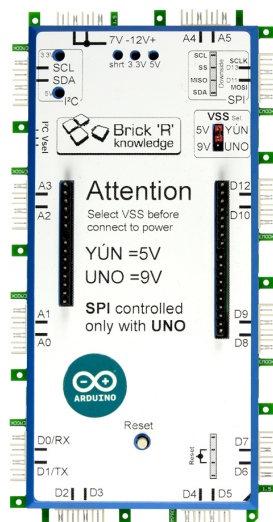 7V -12V+
A4 A5
3.3V
SCL
SDA
5V
I²C
shrt 3.3V 5V
SCL
SS
MISO
SDA
Downside
SCLK
D13
D11
MOSI
SPI
I²C Vsel
Brick 'R'
knowledge
VSS Sel
5V YÚN
9V UNO
A3
A2
D12
D10
Attention
Select VSS before
connect to power
YÚN =5V
UNO =9V
SPI controlled
only with UNO
A1
A0
D9
D8
ARDUINO
Reset
D0/RX
D1/TX
Reset
D7
D6
D2 D3
D4 D5